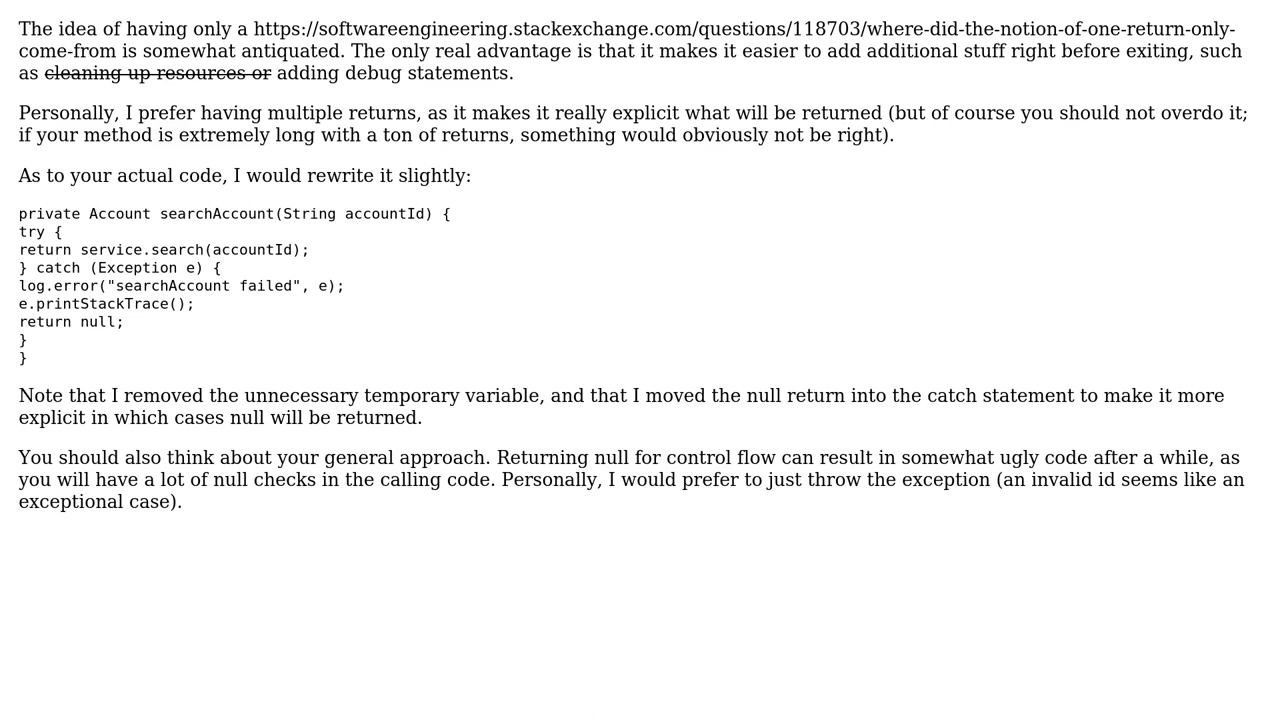 The idea of having only a https://softwareengineering.stackexchange.com/questions/118703/where-did-the-notion-of-one-return-only-
come-from is somewhat antiquated. The only real advantage is that it makes it easier to add additional stuff right before exiting, such
as cleaning up resources or adding debug statements.
Personally, I prefer having multiple returns, as it makes it really explicit what will be returned (but of course you should not overdo it;
if your method is extremely long with a ton of returns, something would obviously not be right).
As to your actual code, I would rewrite it slightly:
private Account searchAccount(String accountId) {
try {
return service.search(accountId);
} catch (Exception e) {
log.error("searchAccount failed", e);
e.printStackTrace();
return null;
}
}
Note that I removed the unnecessary temporary variable, and that I moved the null return into the catch statement to make it more
explicit in which cases null will be returned.
You should also think about your general approach. Returning null for control flow can result in somewhat ugly code after a while, as
you will have a lot of null checks in the calling code. Personally, I would prefer to just throw the exception (an invalid id seems like an
exceptional case).